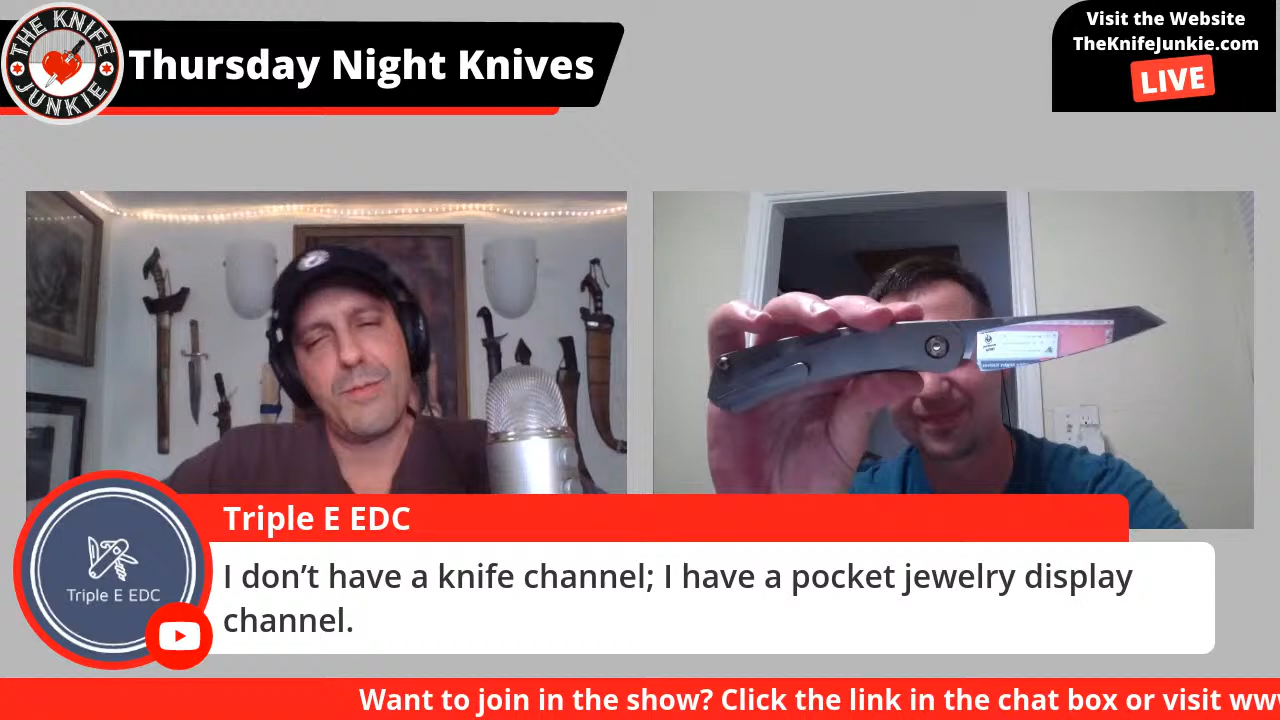 THE KNIFE
JUNKIE
Thursday Night Knives
Visit the Website
TheKnifeJunkie.com
LIVE
Triple E EDC
I don’t have a knife channel; I have a pocket jewelry display
channel.
Triple E EDC
Want to join in the show? Click the link in the chat box or visit ww